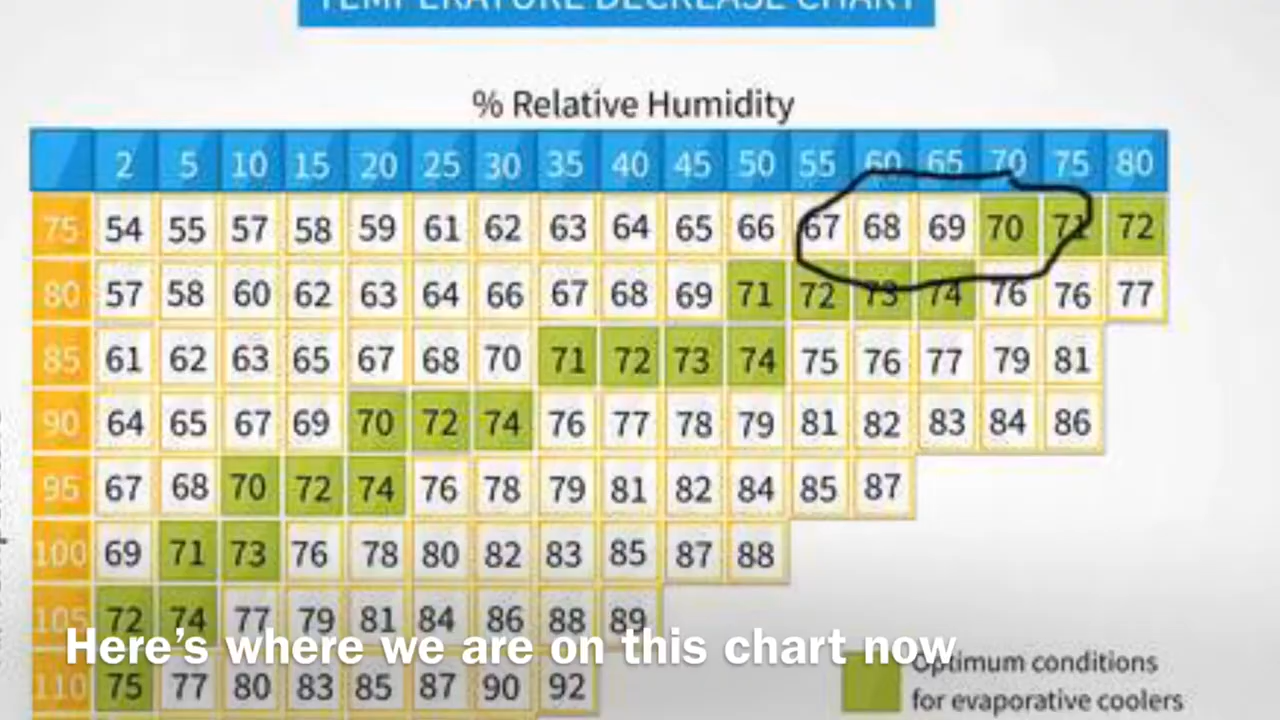 TEMPERATURE DECREASE CHART
% Relative Humidity
2 5 10 15 20 25 30 35 40 45 50 55 60 65 70 75 80
75 54 55 57 58 59 61 62 63 64 65 66 67 68 69 70 71 72
80 57 58 60 62 63 64 66 67 68 69 71 72 73 74 76 76 77
85 61 62 63 65 67 68 70 71 72 73 74 75 76 77 79 81
90 64 65 67 69 70 72 74 76 77 78 79 81 82 83 84 86
95 67 68 70 72 74 76 78 79 81 82 84 85 87
100 69 71 73 76 78 80 82 83 85 87 88
105 72 74 77 79 81 84 86 88 89
Here's where we are on this chart now
110 75 77 80 83 85 87 90 92
Optimum conditions
for evaporative coolers